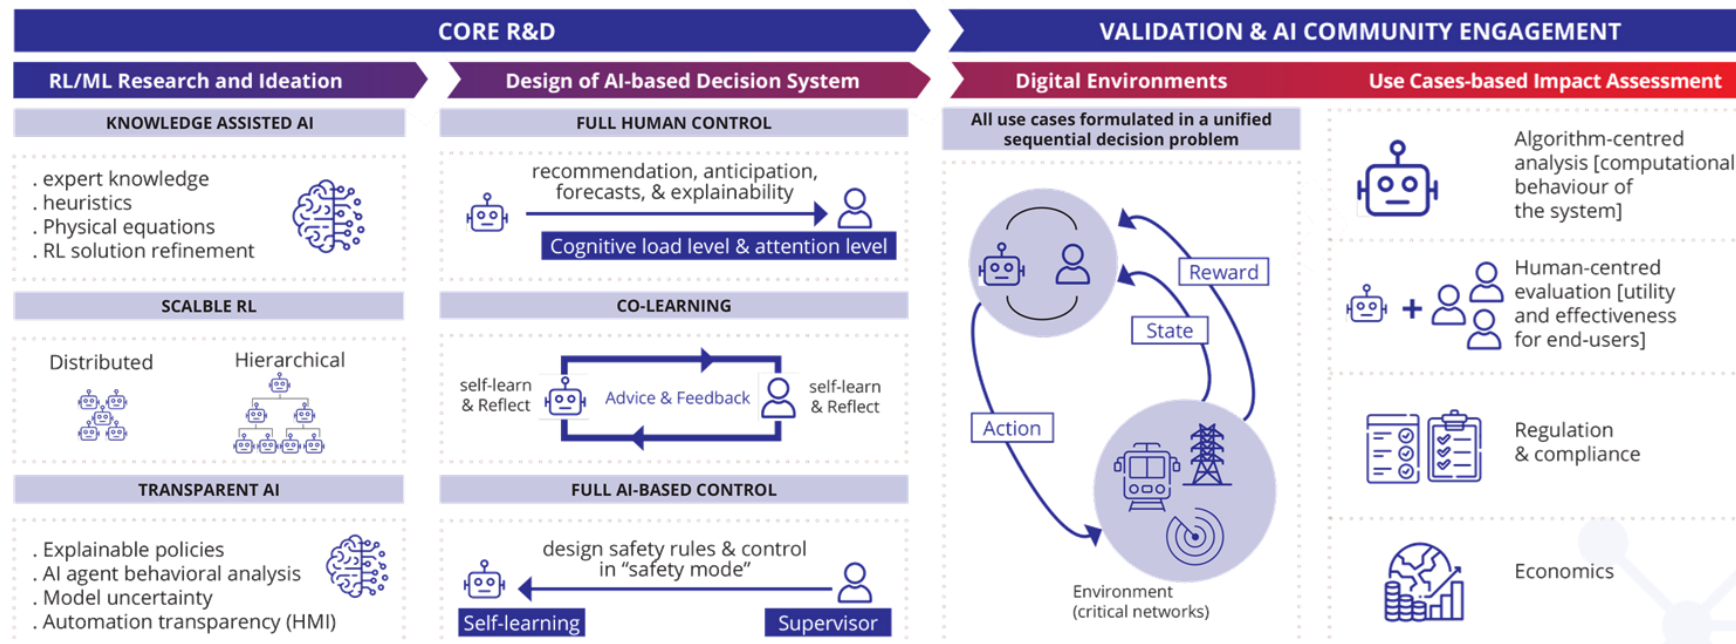 CORE R&D
VALIDATION & AI COMMUNITY ENGAGEMENT
RL/ML Research and Ideation
Design of AI-based Decision System
Digital Environments
Use Cases-based Impact Assessment
KNOWLEDGE ASSISTED AI
. expert knowledge
. heuristics
. Physical equations
. RL solution refinement
SCALBLE RL
Distributed
Hierarchical
TRANSPARENT AI
. Explainable policies
. AI agent behavioral analysis
. Model uncertainty
. Automation transparency (HMI)
FULL HUMAN CONTROL
recommendation, anticipation,
forecasts, & explainability
Cognitive load level & attention level
CO-LEARNING
self-learn
& Reflect
Advice & Feedback
self-learn
& Reflect
FULL AI-BASED CONTROL
design safety rules & control
in “safety mode”
Self-learning
Supervisor
All use cases formulated in a unified
sequential decision problem
Reward
State
Action
Environment
(critical networks)
Algorithm-centred
analysis [computational
behaviour of
the system]
Human-centred
evaluation [utility
and effectiveness
for end-users]
Regulation
& compliance
Economics